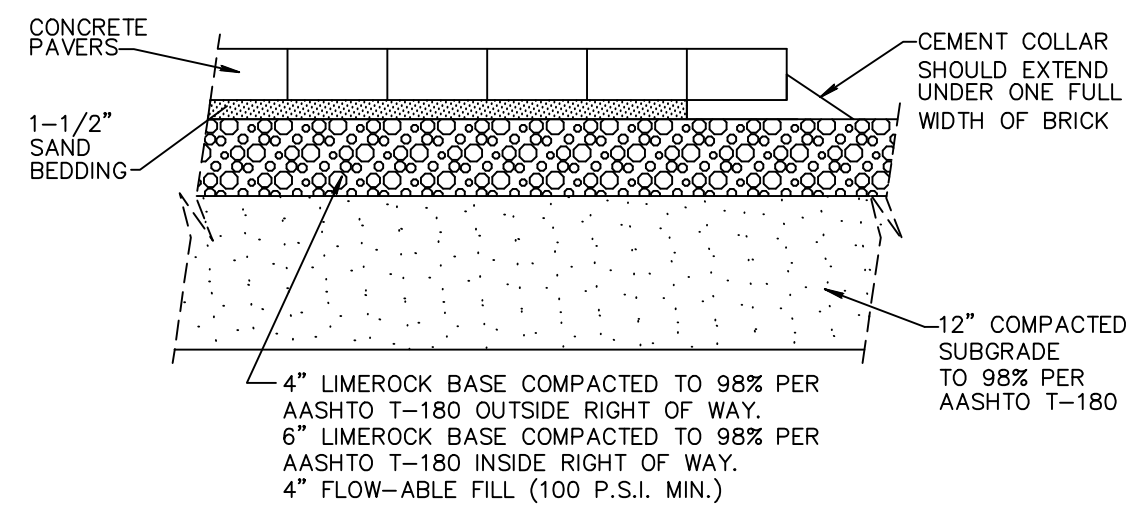 CONCRETE
PAVERS
1-1/2"
SAND
BEDDING
CEMENT COLLAR
SHOULD EXTEND
UNDER ONE FULL
WIDTH OF BRICK
12" COMPACTED
SUBGRADE
TO 98% PER
AASHTO T-180
4" LIMEROCK BASE COMPACTED TO 98% PER
AASHTO T-180 OUTSIDE RIGHT OF WAY.
6" LIMEROCK BASE COMPACTED TO 98% PER
AASHTO T-180 INSIDE RIGHT OF WAY.
4" FLOW-ABLE FILL (100 P.S.I. MIN.)